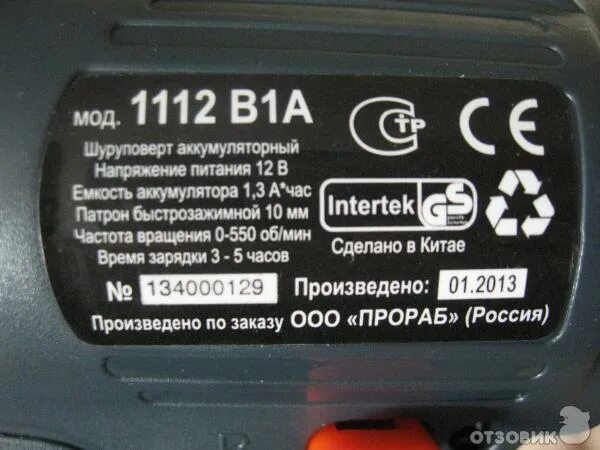 мод. 1112 B1A
СТР
CE
Шуруповерт аккумуляторный
Напряжение питания 12 В
Емкость аккумулятора 1,3 А*час
Патрон быстрозажимной 10 мм
Частота вращения 0-550 об/мин
Время зарядки 3 - 5 часов
Intertek GS
Сделано в Китае
№ 134000129 Произведено: 01.2013
Произведено по заказу ООО «ПРОРАБ» (Россия)
ОТЗОВИК